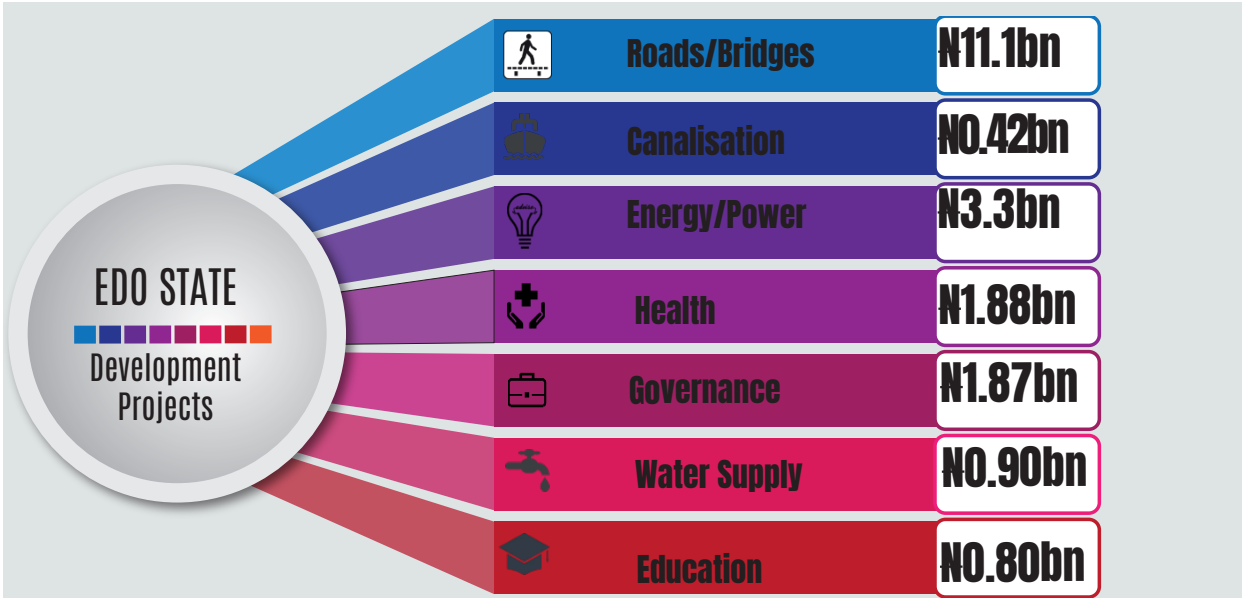 EDO STATE
Development
Projects
Roads/Bridges ₦11.1bn
Canalisation ₦0.42bn
Energy/Power ₦3.3bn
Health ₦1.88bn
Governance ₦1.87bn
Water Supply ₦0.90bn
Education ₦0.80bn